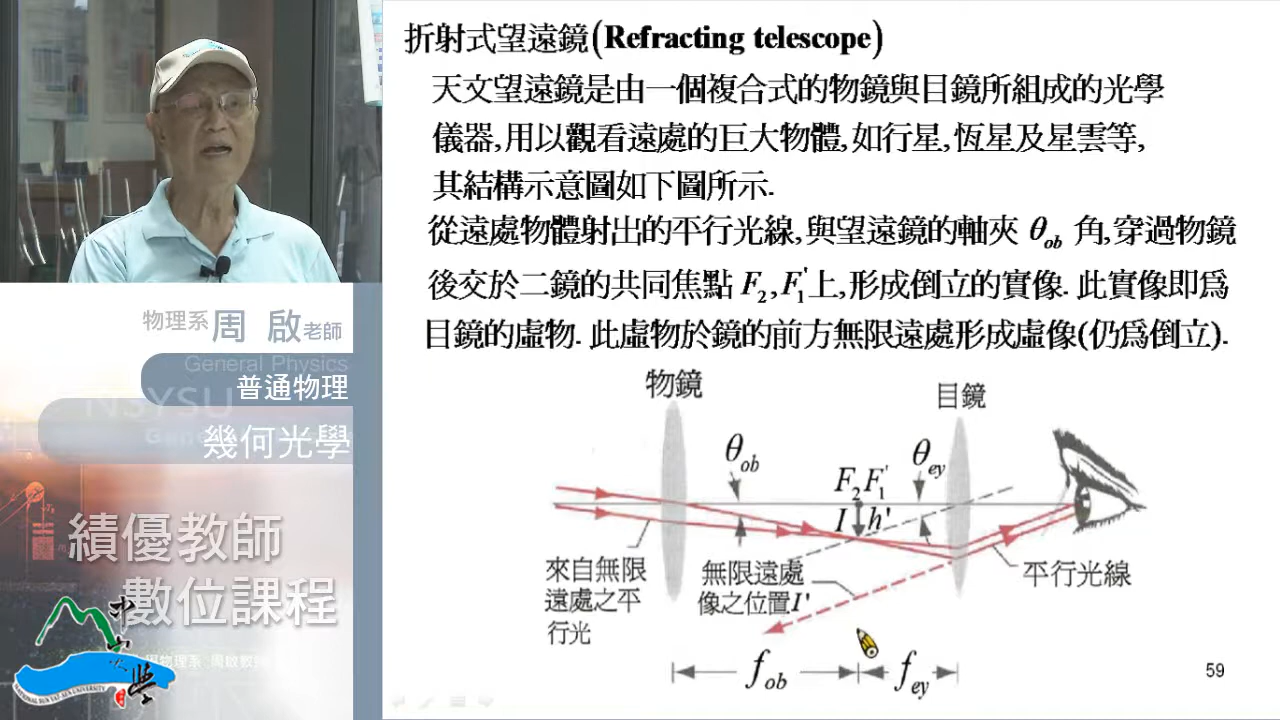 折射式望遠鏡(Refracting telescope)
天文望遠鏡是由一個複合式的物鏡與目鏡所組成的光學
儀器,用以觀看遠處的巨大物體,如行星,恆星及星雲等,
其結構示意圖如下圖所示.
從遠處物體射出的平行光線,與望遠鏡的軸夾 θob 角,穿過物鏡
後交於二鏡的共同焦點 F2,F1'上,形成倒立的實像. 此實像即爲
目鏡的虛物. 此虛物於鏡的前方無限遠處形成虛像(仍爲倒立).
物鏡
目鏡
θob
θey
F2 F1'
I h'
來自無限
遠處之平
行光
無限遠處
像之位置I'
平行光線
fob
fey
59
物理系周 啟老師
General Physics
普通物理
NSYSU
幾何光學
績優教師
數位課程
NATIONAL SUN YAT-SEN UNIVERSITY